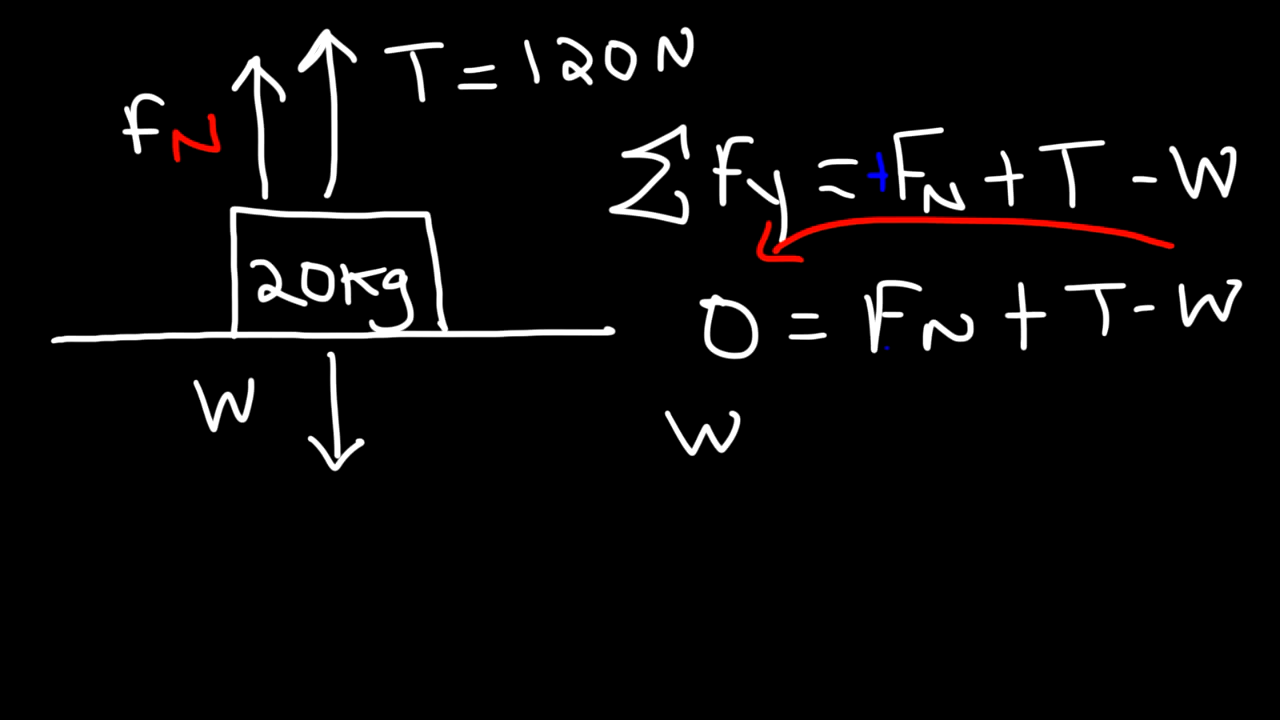 T = 120N
FN
ΣFy = +FN + T - W
20kg
0 = FN + T - W
W
W